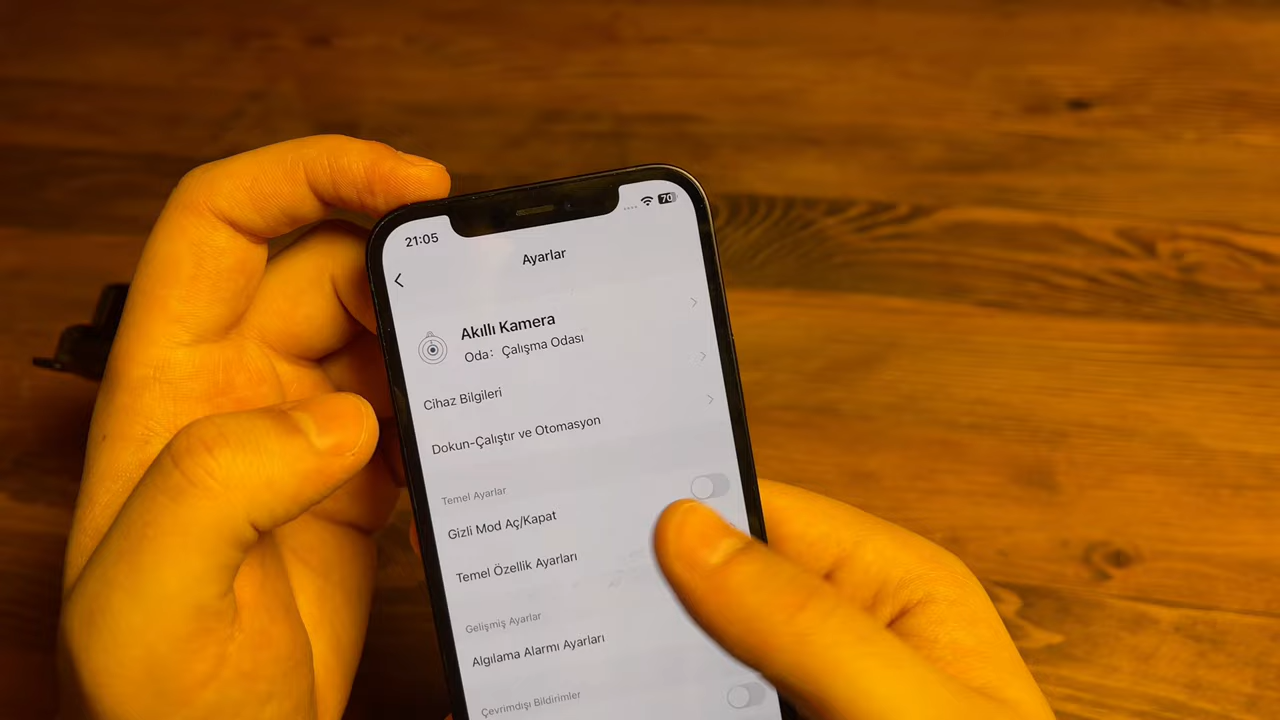 21:05
70
Ayarlar
Akıllı Kamera
Oda: Çalışma Odası
Cihaz Bilgileri
Dokun-Çalıştır ve Otomasyon
Temel Ayarlar
Gizli Mod Aç/Kapat
Temel Özellik Ayarları
Gelişmiş Ayarlar
Algılama Alarmı Ayarları
Çevrimdışı Bildirimler